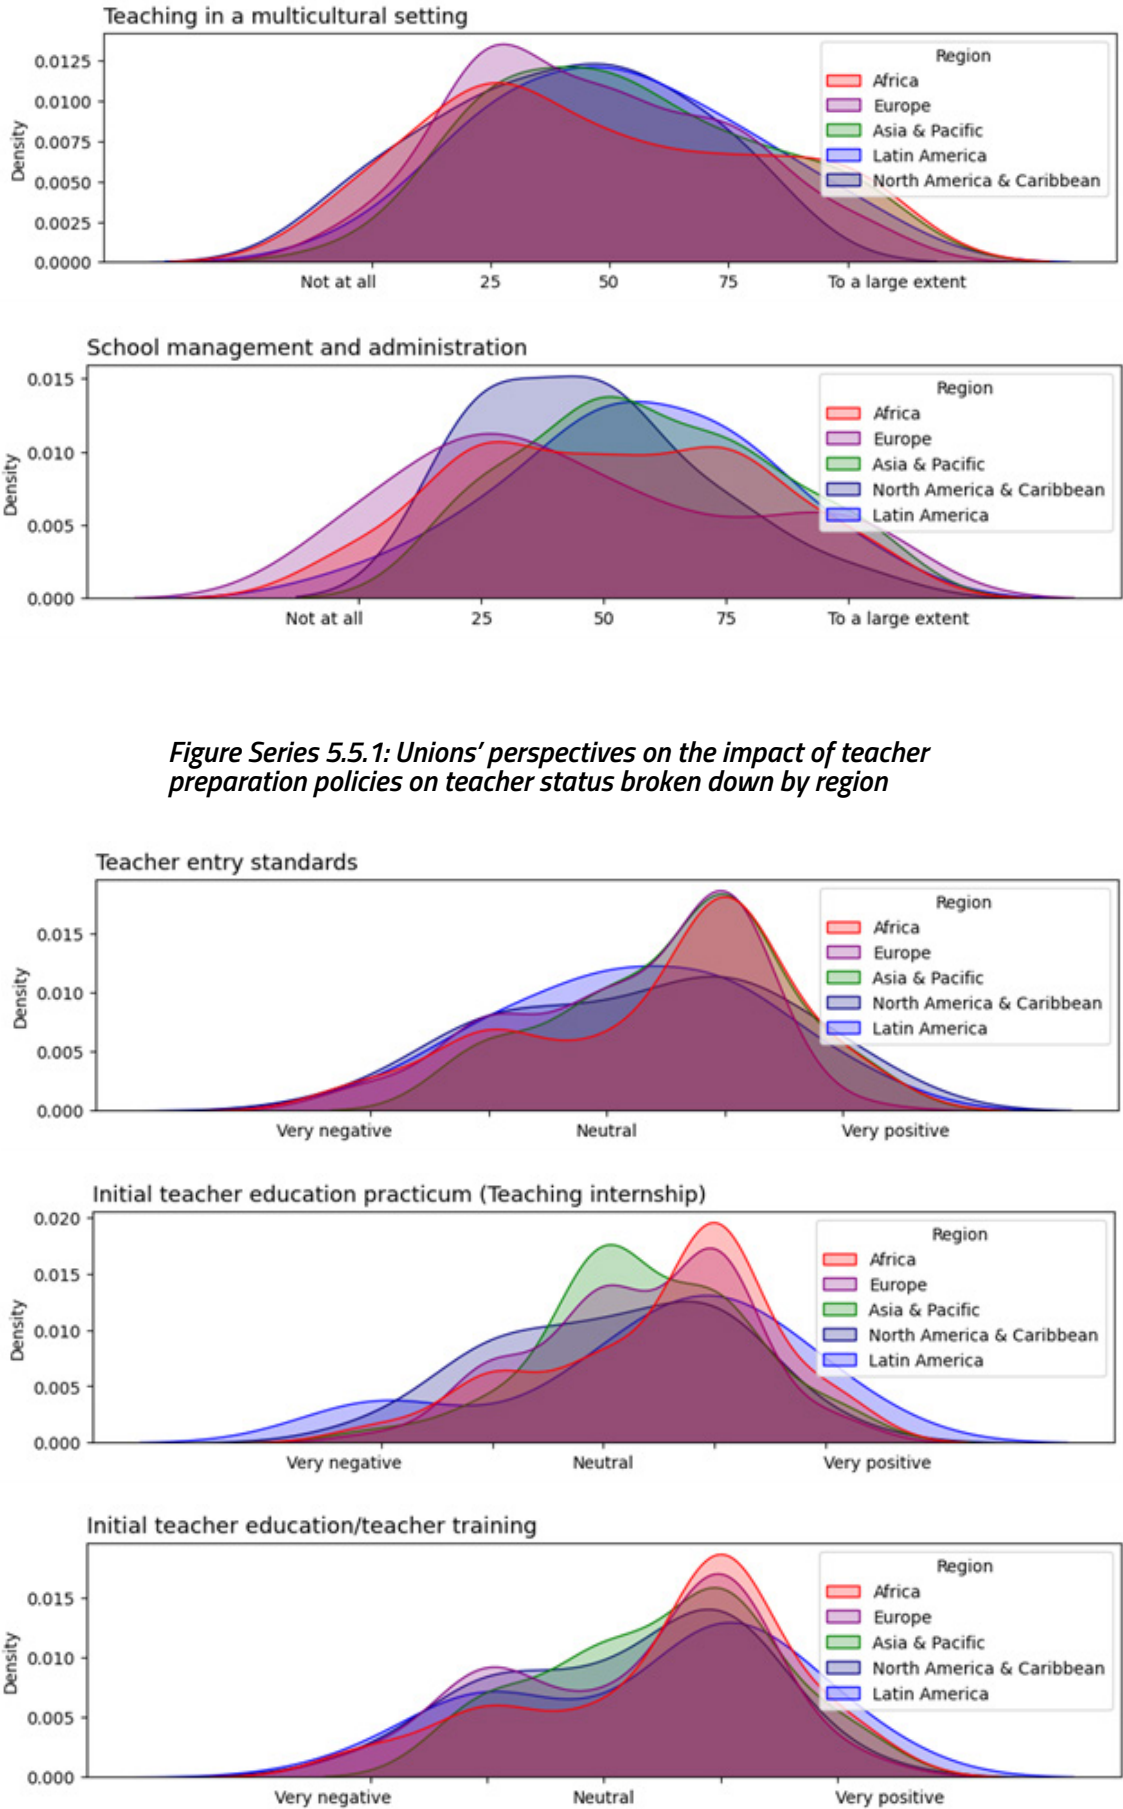 Teaching in a multicultural setting
Density
0.0125
0.0100
0.0075
0.0050
0.0025
0.0000
Region
Africa
Europe
Asia & Pacific
Latin America
North America & Caribbean
Not at all 25 50 75 To a large extent
School management and administration
Density
0.015
0.010
0.005
0.000
Region
Africa
Europe
Asia & Pacific
North America & Caribbean
Latin America
Not at all 25 50 75 To a large extent
Figure Series 5.5.1: Unions' perspectives on the impact of teacher
preparation policies on teacher status broken down by region
Teacher entry standards
Density
0.015
0.010
0.005
0.000
Region
Africa
Europe
Asia & Pacific
North America & Caribbean
Latin America
Very negative Neutral Very positive
Initial teacher education practicum (Teaching internship)
Density
0.020
0.015
0.010
0.005
0.000
Region
Africa
Europe
Asia & Pacific
North America & Caribbean
Latin America
Very negative Neutral Very positive
Initial teacher education/teacher training
Density
0.015
0.010
0.005
0.000
Region
Africa
Europe
Asia & Pacific
North America & Caribbean
Latin America
Very negative Neutral Very positive